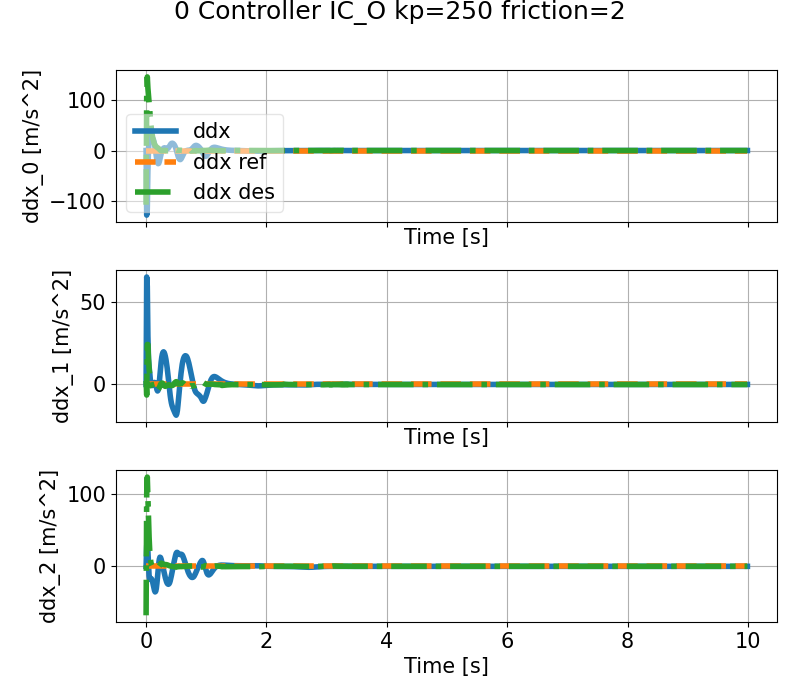 0 Controller IC_O kp=250 friction=2
ddx_0 [m/s^2]
100
0
−100
ddx
ddx ref
ddx des
Time [s]
ddx_1 [m/s^2]
50
0
Time [s]
ddx_2 [m/s^2]
100
0
0 2 4 6 8 10
Time [s]